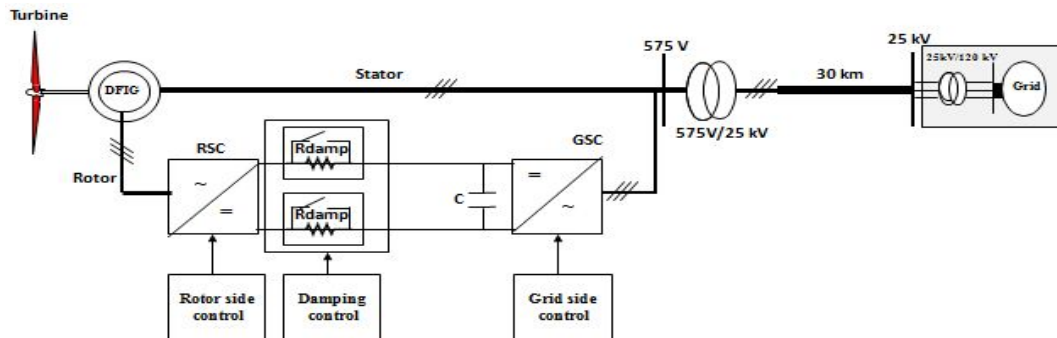 Turbine
DFIG
Stator
575 V
575V/25 kV
30 km
25 kV
25kV/120 kV
Grid
Rotor
RSC
~
=
Rdamp
Rdamp
C
GSC
=
~
Rotor side
control
Damping
control
Grid side
control